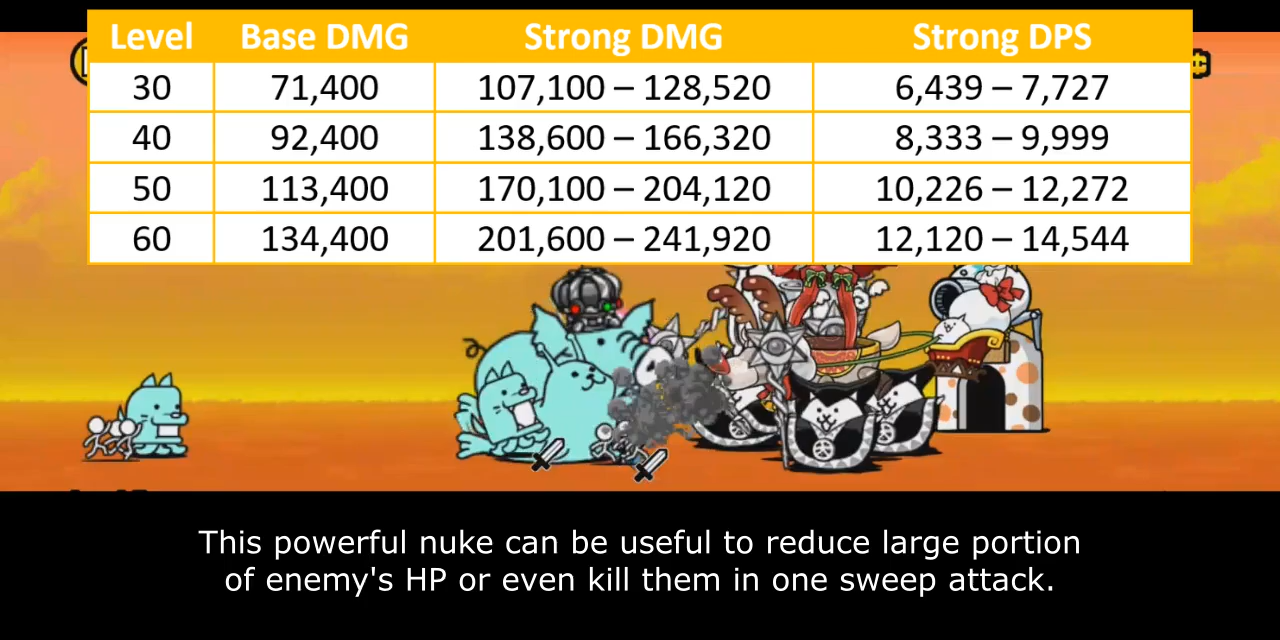 Level Base DMG Strong DMG Strong DPS
30 71,400 107,100 – 128,520 6,439 – 7,727
40 92,400 138,600 – 166,320 8,333 – 9,999
50 113,400 170,100 – 204,120 10,226 – 12,272
60 134,400 201,600 – 241,920 12,120 – 14,544
This powerful nuke can be useful to reduce large portion
of enemy's HP or even kill them in one sweep attack.